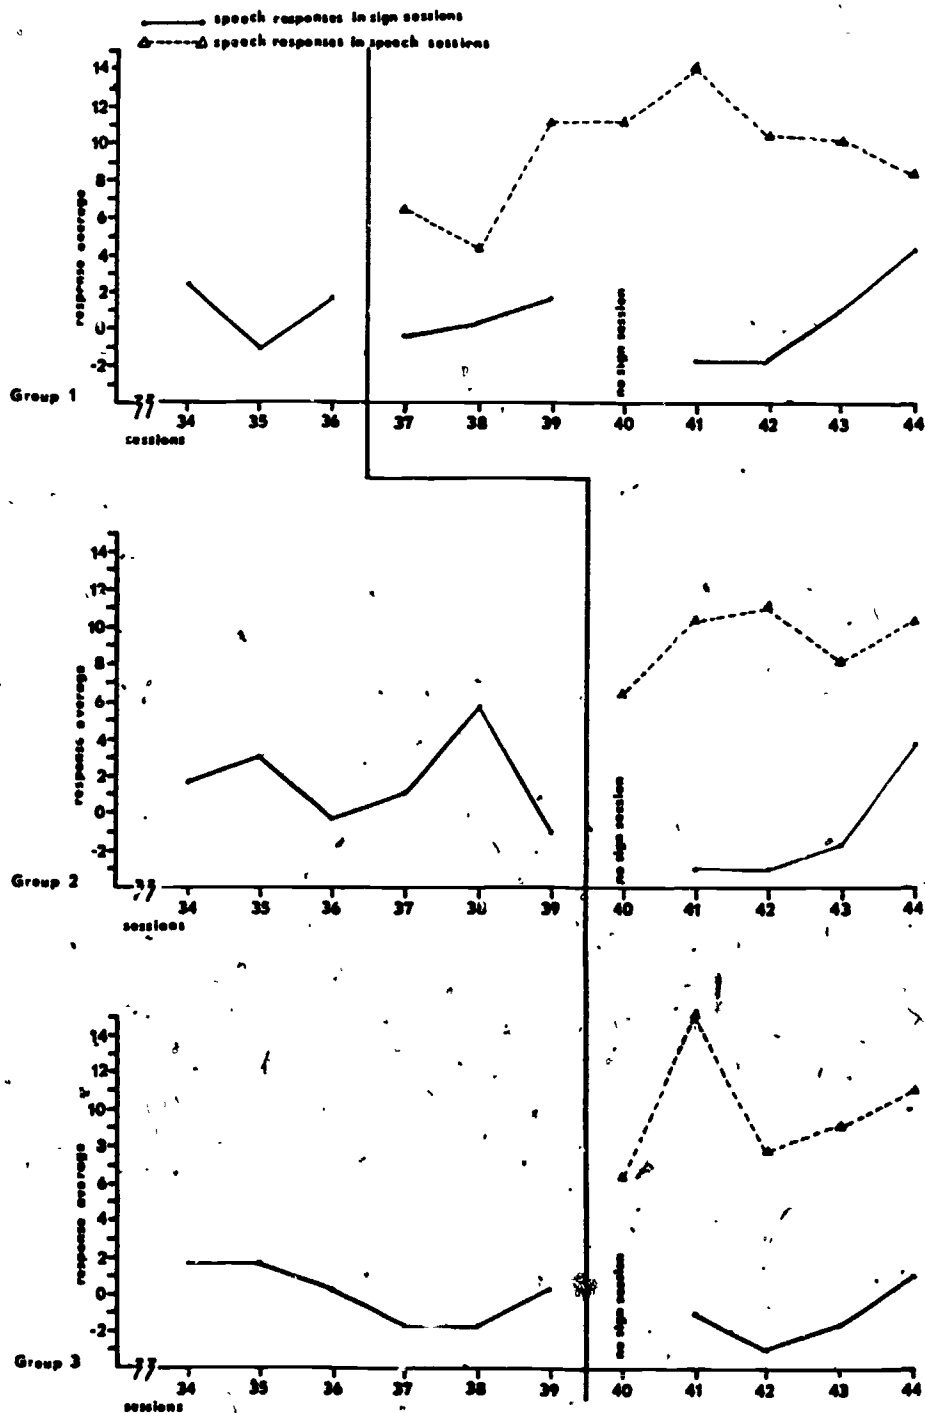 speech responses in sign sessions
speech responses in speech sessions
14
12
10
8
6
4
2
0
-2
response average
no sign session
Group 1
34 35 36 37 38 39 40 41 42 43 44
sessions
14
12
10
8
6
4
2
0
-2
response average
no sign session
Group 2
34 35 36 37 38 39 40 41 42 43 44
sessions
14
12
10
8
6
4
2
0
-2
response average
no sign session
Group 3
34 35 36 37 38 39 40 41 42 43 44
sessions